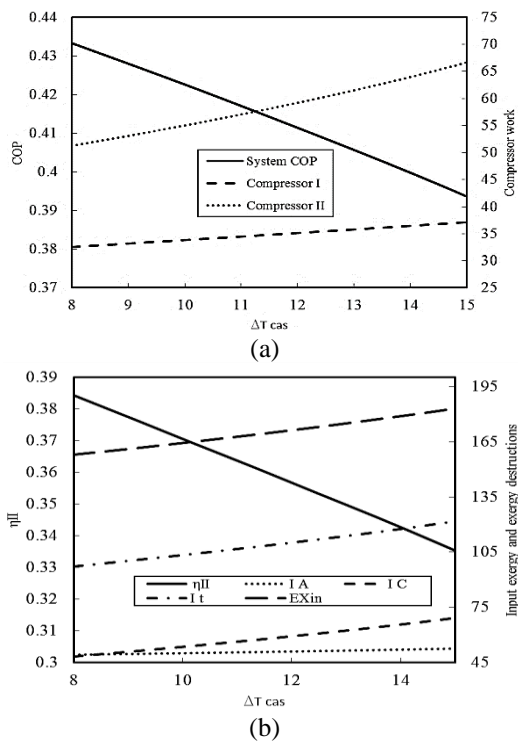 0.44 75
0.43 70
65
0.42 60
0.41 55
COP 50 Compressor work
0.4 System COP 45
0.39 Compressor I 40
Compressor II 35
0.38 30
0.37 25
8 9 10 11 12 13 14 15
ΔT cas
(a)
0.39 195
0.38
0.37 165
0.36
0.35 135
ηII 0.34 Input exergy and exergy destructions
0.33 105
0.32 ηII I A I C
0.31 I t EXin 75
0.3 45
8 10 12 14
ΔT cas
(b)